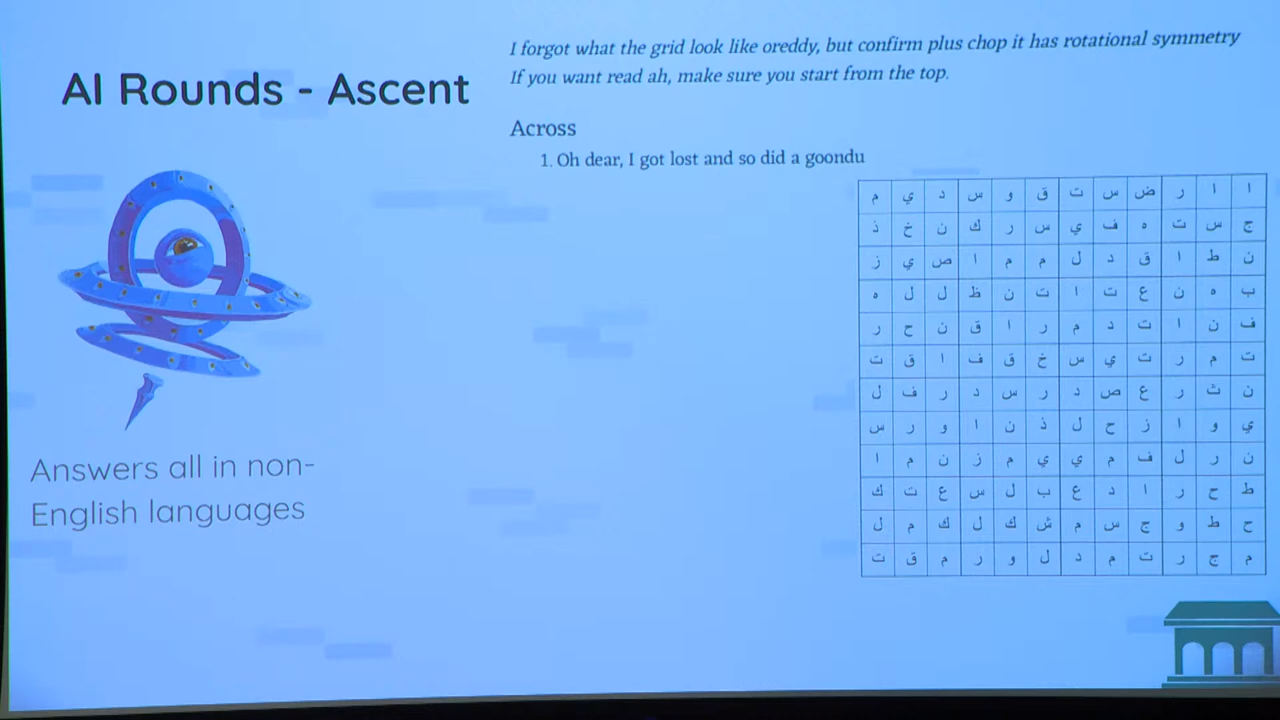 AI Rounds - Ascent
Answers all in non-
English languages
I forgot what the grid look like oreddy, but confirm plus chop it has rotational symmetry
If you want read ah, make sure you start from the top.
Across
1. Oh dear, I got lost and so did a goondu
ا ا ر ض س ت ق و س د ي م
ج س ت ه ف ي س ر ك ن خ ذ
ن ط ا ق د ل م م ا ص ي ز
ب ه ن ع ت ا ت ن ظ ل ل ه
ف ن ا ت د م ر ا ق ن ح ر
ت م ر ت ي س خ ق ف ا ق ت
ن ث ر ع ص د ر س د ر ف ل
ي و ا ز ح ل ذ ن ا و ر س
ن ر ل ف م ي ي م ز ن م ا
ط ح ر ا د ع ب ل س ع ت ك
ح ط و ج س م ش ك ل ك م ل
م ج ر ت م د ل و ر م ق ت